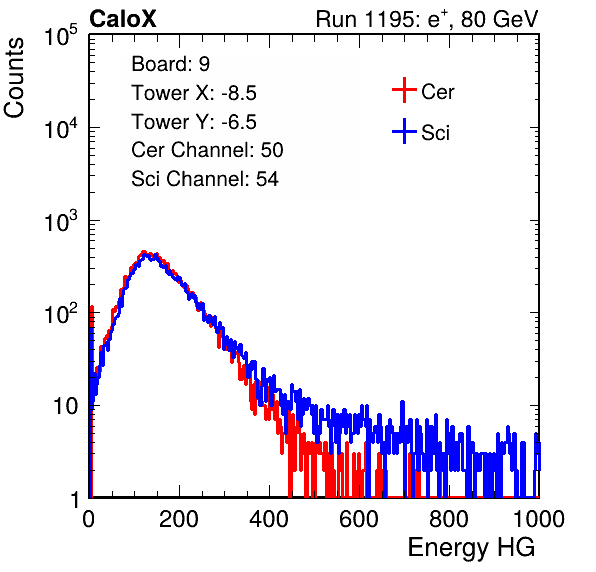 CaloX Run 1195: e+, 80 GeV
Counts
Board: 9
Tower X: -8.5
Tower Y: -6.5
Cer Channel: 50
Sci Channel: 54
Cer
Sci
10^5
10^4
10^3
10^2
10
1
0 200 400 600 800 1000
Energy HG